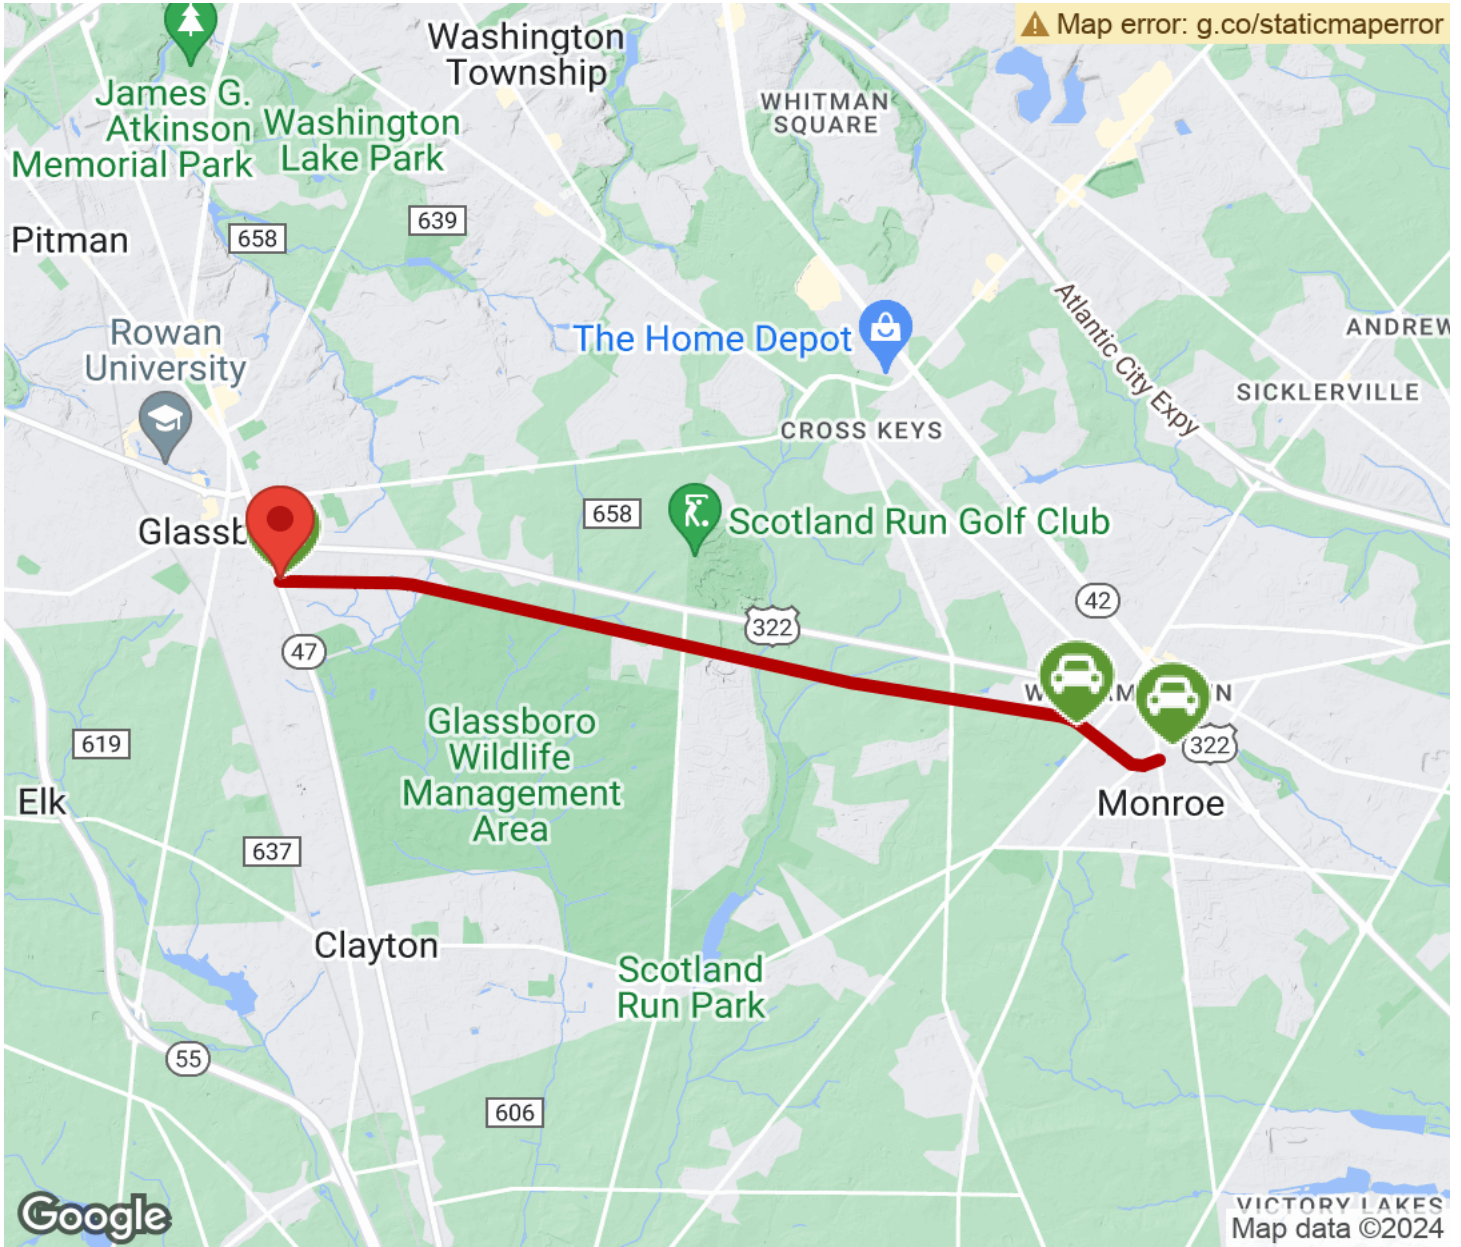 Map error: g.co/staticmaperror
Washington
Township
James G.
Atkinson
Memorial Park
Washington
Lake Park
WHITMAN
SQUARE
639
658
Pitman
Rowan
University
The Home Depot
Atlantic City Expy
ANDREW
SICKLERVILLE
CROSS KEYS
Glassb
658
Scotland Run Golf Club
42
322
47
322
Monroe
Glassboro
Wildlife
Management
Area
619
Elk
637
Clayton
Scotland
Run Park
55
606
Google
VICTORY LAKES
Map data ©2024